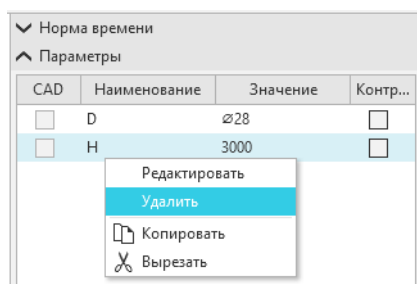 Норма времени
Параметры
CAD Наименование Значение Контр...
D ⌀28
H 3000
Редактировать
Удалить
Копировать
Вырезать